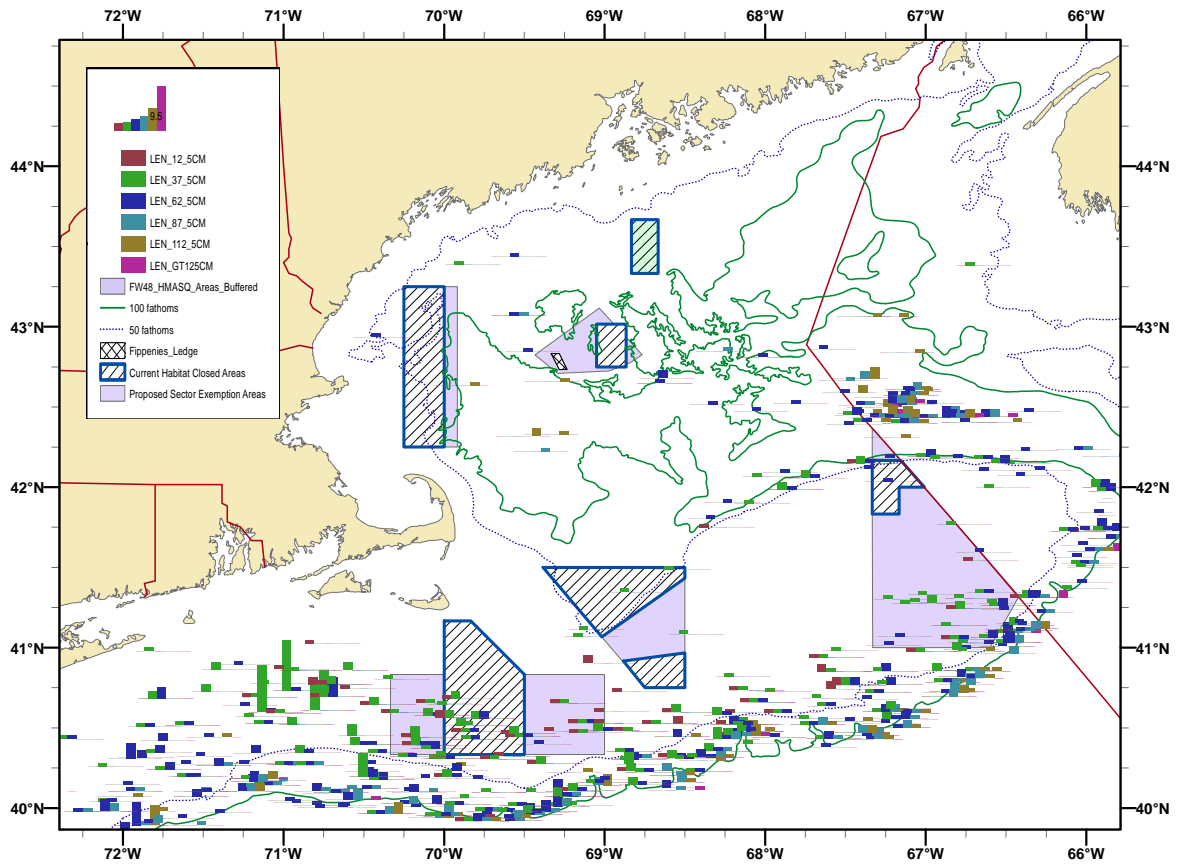 72°W 71°W 70°W 69°W 68°W 67°W 66°W
9.5
LEN_12_5CM
LEN_37_5CM
LEN_62_5CM
LEN_87_5CM
LEN_112_5CM
LEN_GT125CM
FW48_HMASQ_Areas_Buffered
100 fathoms
50 fathoms
Fippenies_Ledge
Current Habitat Closed Areas
Proposed Sector Exemption Areas
44°N 44°N
43°N 43°N
42°N 42°N
41°N 41°N
40°N 40°N
72°W 71°W 70°W 69°W 68°W 67°W 66°W